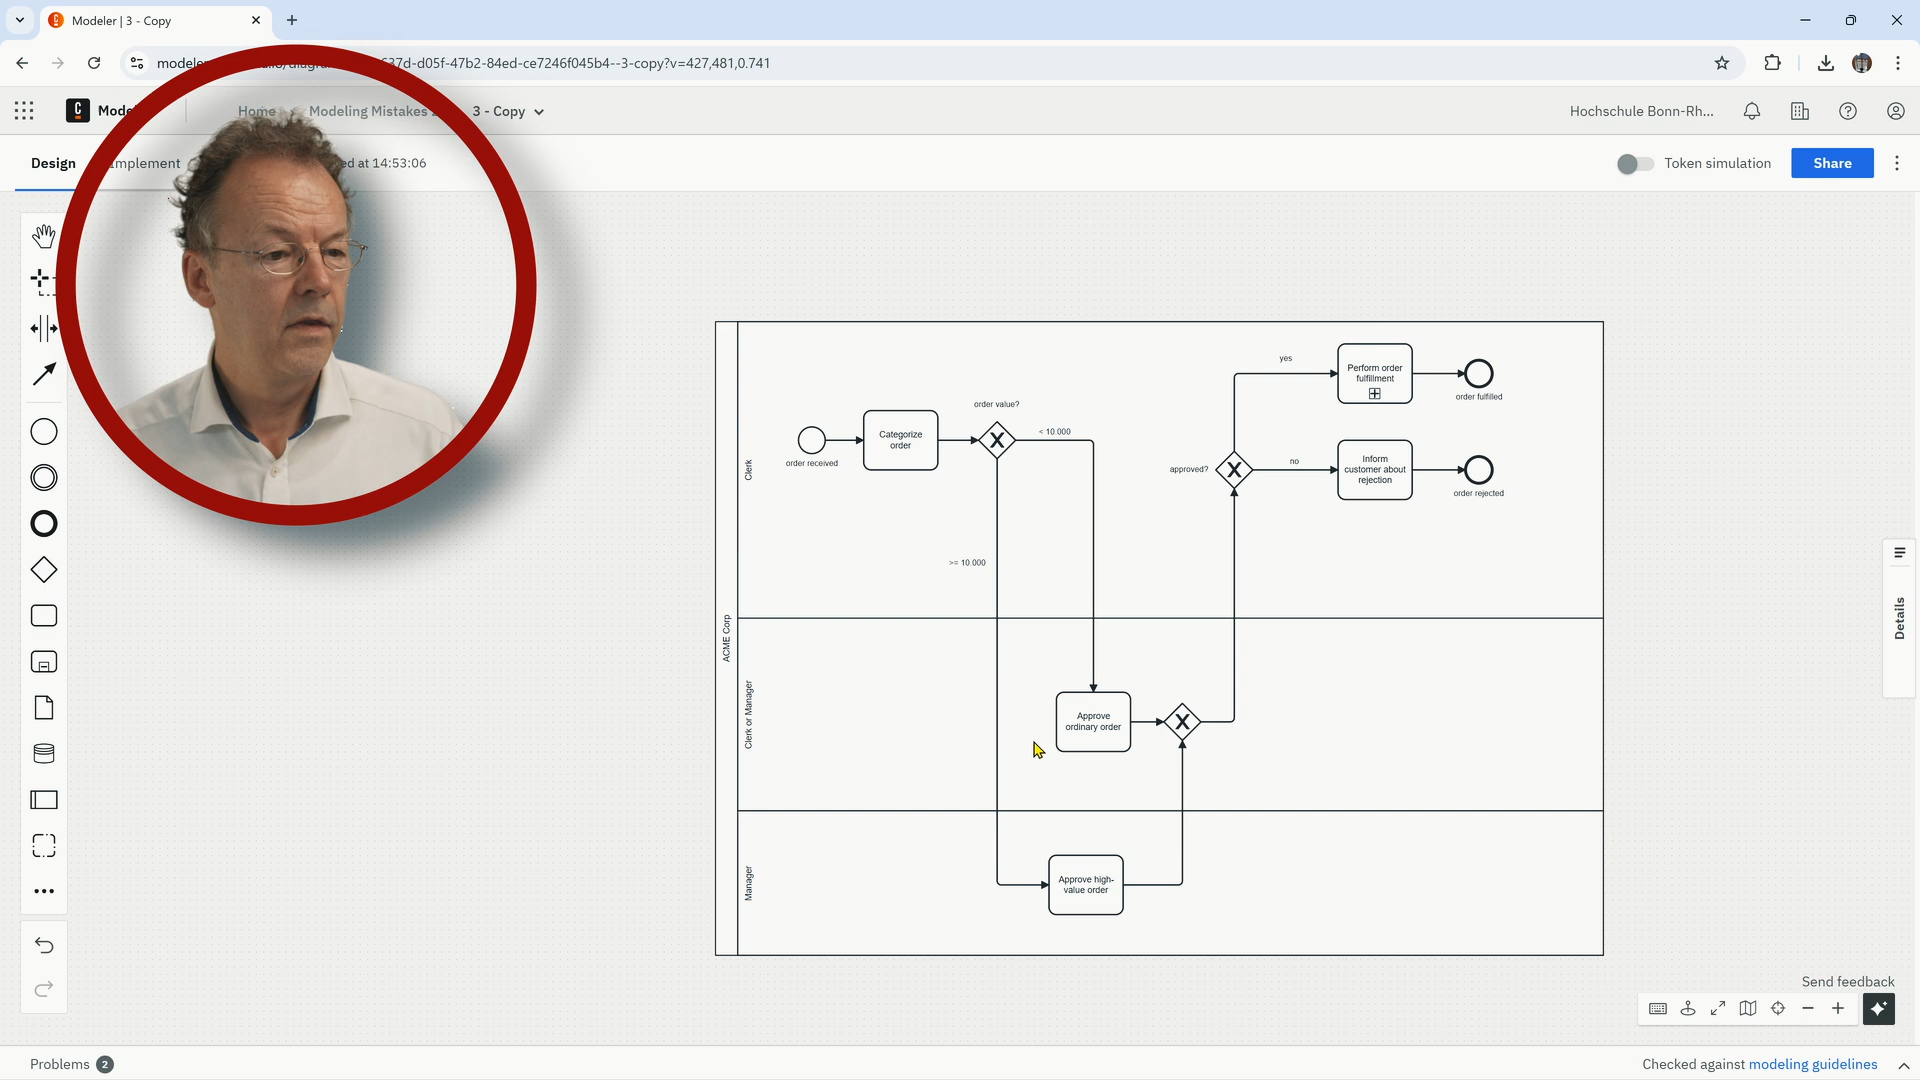 Modeler | 3 - Copy
637d-d05f-47b2-84ed-ce7246f045b4--3-copy?v=427,481,0.741
Home
Modeling Mistakes
3 - Copy
Hochschule Bonn-Rh...
Design
Implement
ed at 14:53:06
Token simulation
Share
yes
Perform order
fulfillment
order fulfilled
order value?
Categorize
order
< 10.000
order received
approved?
no
Inform
customer about
rejection
order rejected
Clerk
>= 10.000
ACME Corp
Clerk or Manager
Approve
ordinary order
Manager
Approve high-
value order
Details
Send feedback
Problems 2
Checked against modeling guidelines